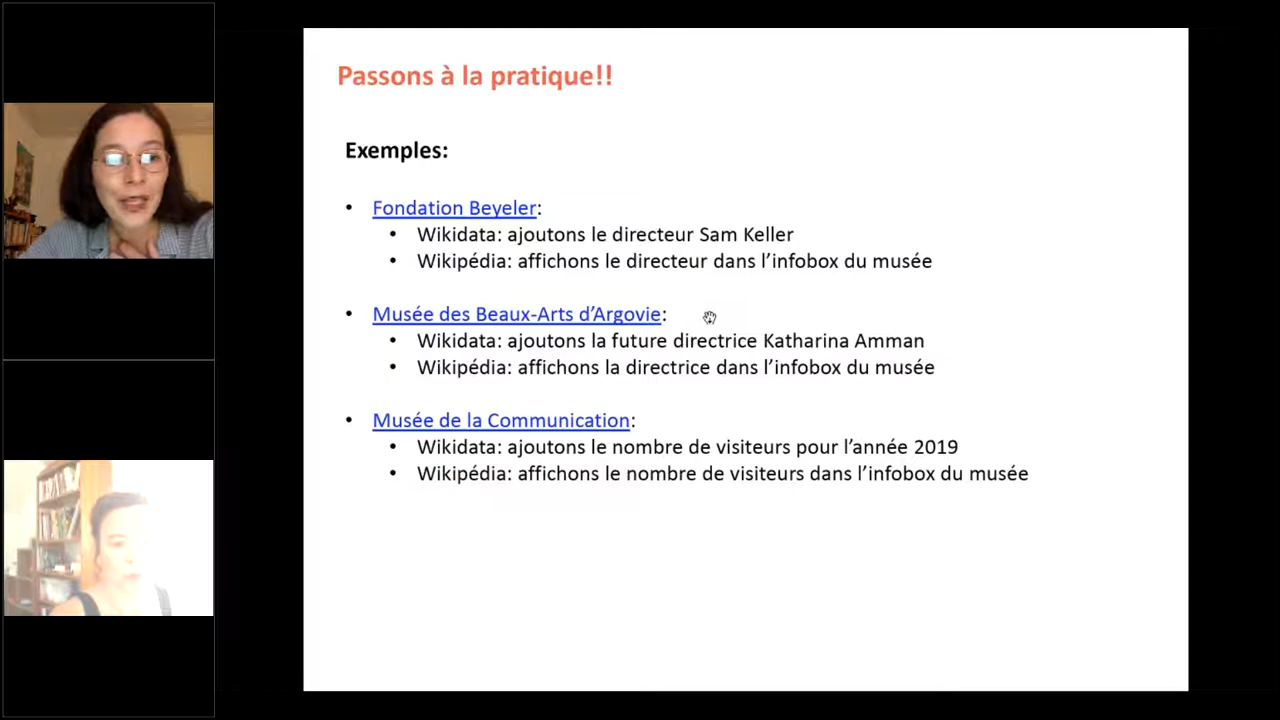 Passons à la pratique!!
Exemples:
• Fondation Beyeler:
• Wikidata: ajoutons le directeur Sam Keller
• Wikipédia: affichons le directeur dans l’infobox du musée
• Musée des Beaux-Arts d’Argovie:
• Wikidata: ajoutons la future directrice Katharina Amman
• Wikipédia: affichons la directrice dans l’infobox du musée
• Musée de la Communication:
• Wikidata: ajoutons le nombre de visiteurs pour l’année 2019
• Wikipédia: affichons le nombre de visiteurs dans l’infobox du musée